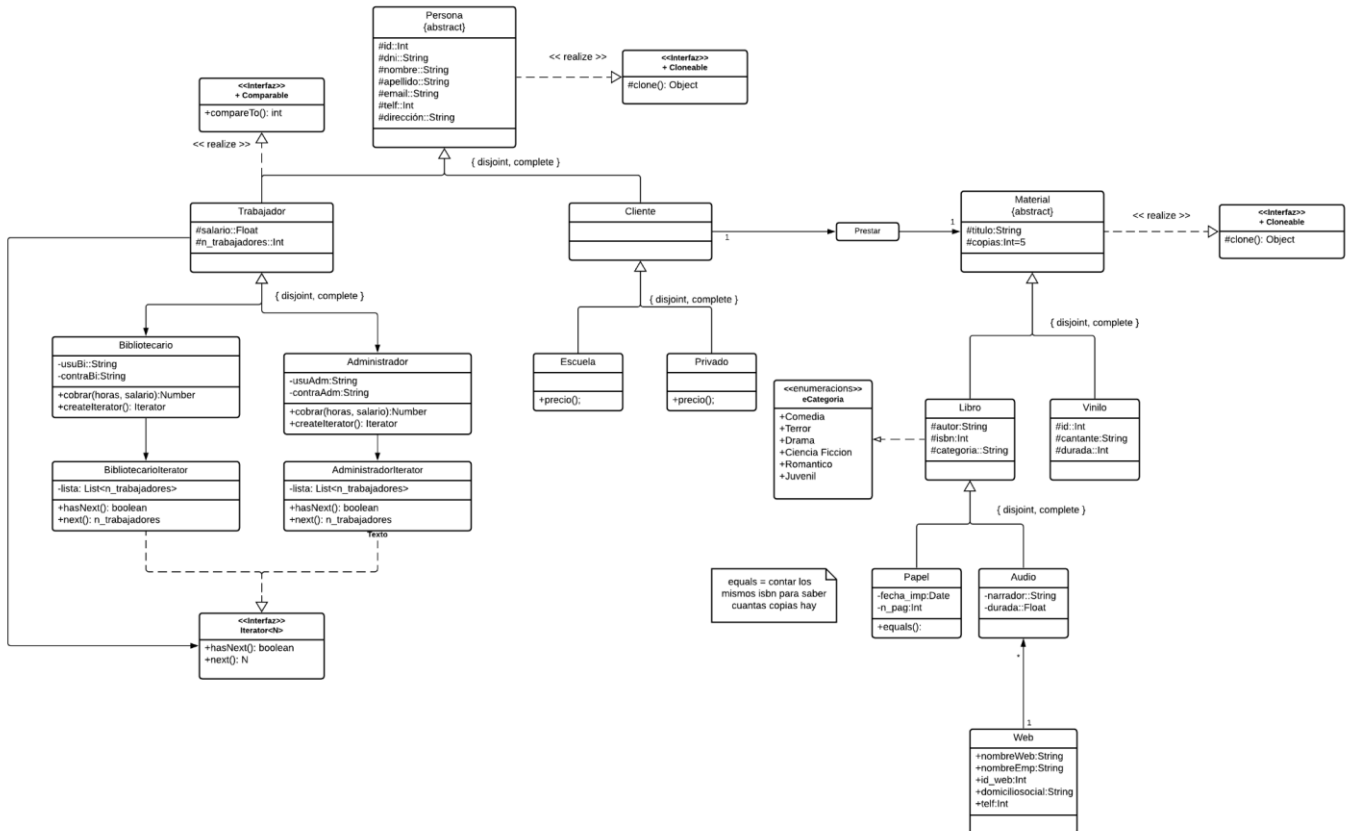 Persona
{abstract}
#id::Int
#dni::String
#nombre::String
#apellido::String
#email::String
#telf::Int
#dirección::String
<< realize >>
<<Interfaz>>
+ Cloneable
#clone(): Object
<<Interfaz>>
+ Comparable
+compareTo(): int
<< realize >>
{ disjoint, complete }
Trabajador
#salario::Float
#n_trabajadores::Int
Cliente
1
Prestar
1
Material
{abstract}
#titulo:String
#copias:Int=5
<< realize >>
<<Interfaz>>
+ Cloneable
#clone(): Object
{ disjoint, complete }
{ disjoint, complete }
{ disjoint, complete }
Bibliotecario
-usuBi::String
-contraBi:String
+cobrar(horas, salario):Number
+createIterator(): Iterator
Administrador
-usuAdm:String
-contraAdm:String
+cobrar(horas, salario):Number
+createIterator(): Iterator
Escuela
+precio();
Privado
+precio();
<<enumeracions>>
eCategoria
+Comedia
+Terror
+Drama
+Ciencia Ficcion
+Romantico
+Juvenil
Libro
#autor:String
#isbn:Int
#categoria::String
Vinilo
#id::Int
#cantante:String
#durada::Int
BibliotecarioIterator
-lista: List<n_trabajadores>
+hasNext(): boolean
+next(): n_trabajadores
AdministradorIterator
-lista: List<n_trabajadores>
+hasNext(): boolean
+next(): n_trabajadores
Texto
{ disjoint, complete }
equals = contar los
mismos isbn para saber
cuantas copias hay
Papel
-fecha_imp:Date
-n_pag:Int
+equals():
Audio
-narrador::String
-durada::Float
<<Interfaz>>
Iterator<N>
+hasNext(): boolean
+next(): N
*
1
Web
+nombreWeb:String
+nombreEmp:String
+id_web:Int
+domiciliosocial:String
+telf:Int